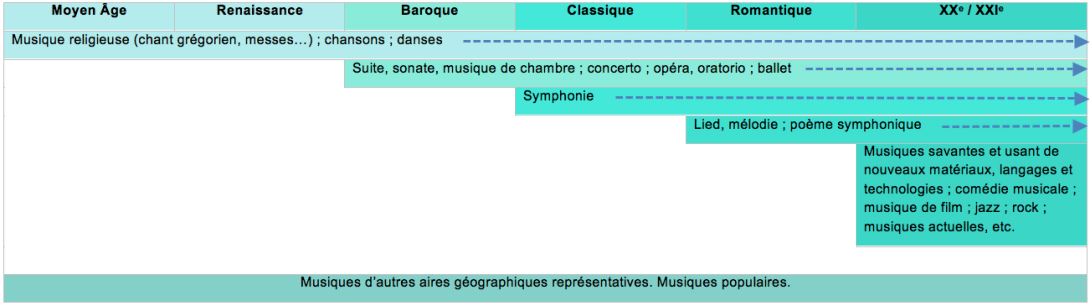 Moyen Âge Renaissance Baroque Classique Romantique XXᵉ / XXIᵉ
Musique religieuse (chant grégorien, messes…) ; chansons ; danses
Suite, sonate, musique de chambre ; concerto ; opéra, oratorio ; ballet
Symphonie
Lied, mélodie ; poème symphonique
Musiques savantes et usant de
nouveaux matériaux, langages et
technologies ; comédie musicale ;
musique de film ; jazz ; rock ;
musiques actuelles, etc.
Musiques d'autres aires géographiques représentatives. Musiques populaires.